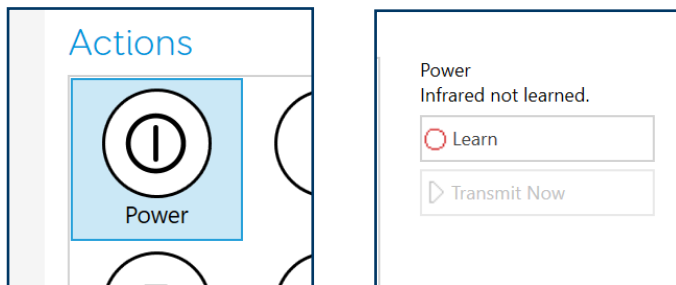 Actions
Power
Power
Infrared not learned.
Learn
Transmit Now